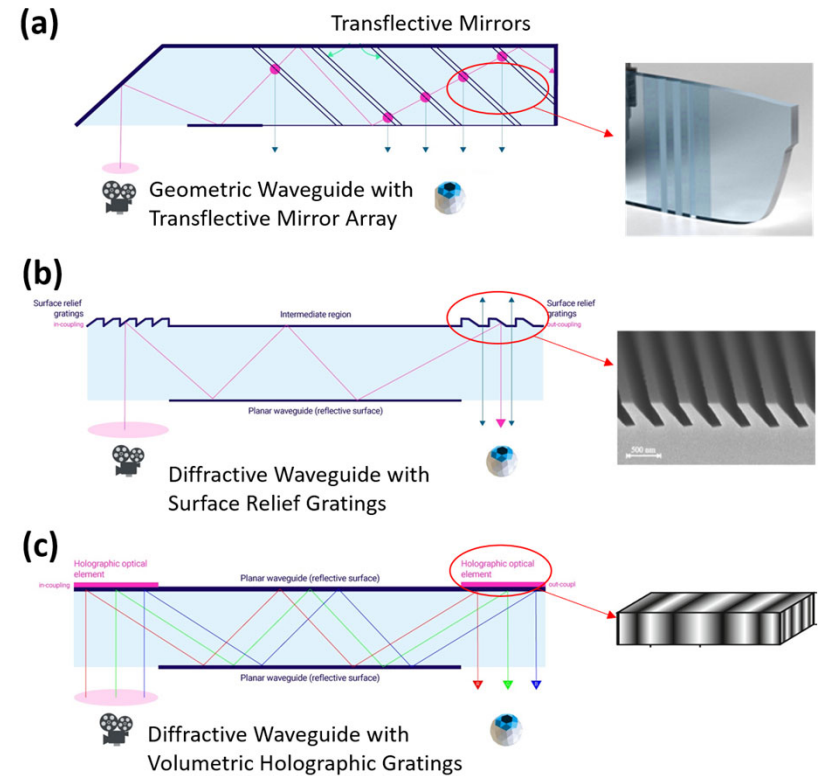 (a)
Transflective Mirrors
Geometric Waveguide with
Transflective Mirror Array
(b)
Surface relief
gratings
in-coupling
Intermediate region
Surface relief
gratings
out-coupling
Planar waveguide (reflective surface)
500 nm
Diffractive Waveguide with
Surface Relief Gratings
(c)
Holographic optical
element
in-coupling
Planar waveguide (reflective surface)
Holographic optical
element
out-coupl
Planar waveguide (reflective surface)
Diffractive Waveguide with
Volumetric Holographic Gratings